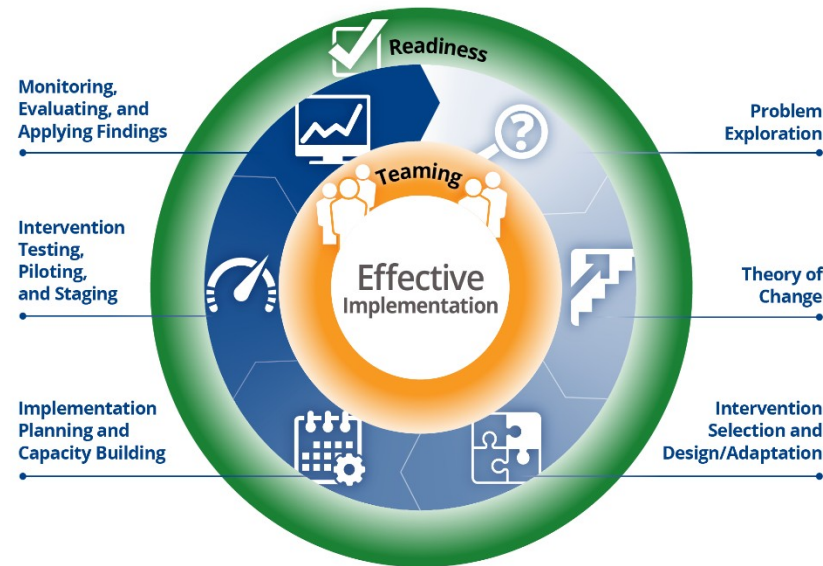 Readiness
Teaming
Effective
Implementation
Problem
Exploration
Theory of
Change
Intervention
Selection and
Design/Adaptation
Implementation
Planning and
Capacity Building
Intervention
Testing,
Piloting,
and Staging
Monitoring,
Evaluating, and
Applying Findings
?